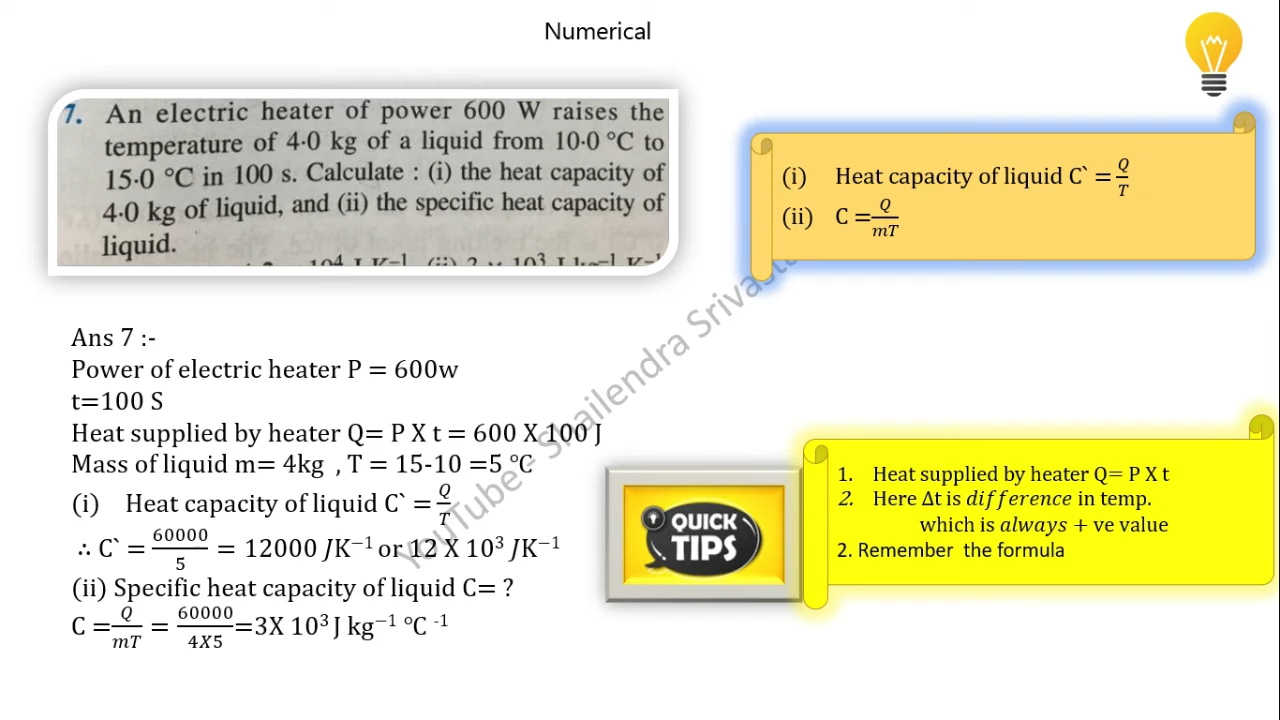 Numerical
7. An electric heater of power 600 W raises the
temperature of 4·0 kg of a liquid from 10·0 °C to
15·0 °C in 100 s. Calculate : (i) the heat capacity of
4·0 kg of liquid, and (ii) the specific heat capacity of
liquid.
(i) Heat capacity of liquid C` = Q/T
(ii) C = Q/mT
Ans 7 :-
Power of electric heater P = 600w
t=100 S
Heat supplied by heater Q= P X t = 600 X 100 J
Mass of liquid m= 4kg , T = 15-10 =5 °C
(i) Heat capacity of liquid C` = Q/T
∴ C` = 60000/5 = 12000 JK⁻¹ or 12 X 10³ JK⁻¹
(ii) Specific heat capacity of liquid C= ?
C = Q/mT = 60000/4X5 =3X 10³ J kg⁻¹ °C ⁻¹
QUICK
TIPS
1. Heat supplied by heater Q= P X t
2. Here Δt is difference in temp.
which is always + ve value
2. Remember the formula
YouTube - Shailendra